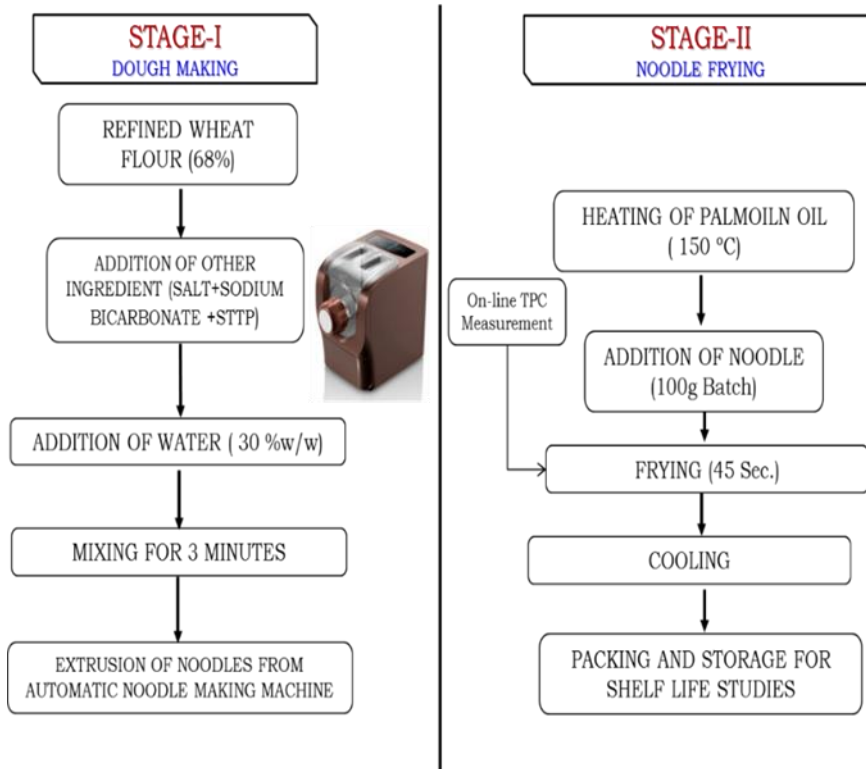 STAGE-I
DOUGH MAKING
REFINED WHEAT
FLOUR (68%)
ADDITION OF OTHER
INGREDIENT (SALT+SODIUM
BICARBONATE +STTP)
ADDITION OF WATER ( 30 %w/w)
MIXING FOR 3 MINUTES
EXTRUSION OF NOODLES FROM
AUTOMATIC NOODLE MAKING MACHINE
STAGE-II
NOODLE FRYING
HEATING OF PALMOILN OIL
( 150 °C)
On-line TPC
Measurement
ADDITION OF NOODLE
(100g Batch)
FRYING (45 Sec.)
COOLING
PACKING AND STORAGE FOR
SHELF LIFE STUDIES